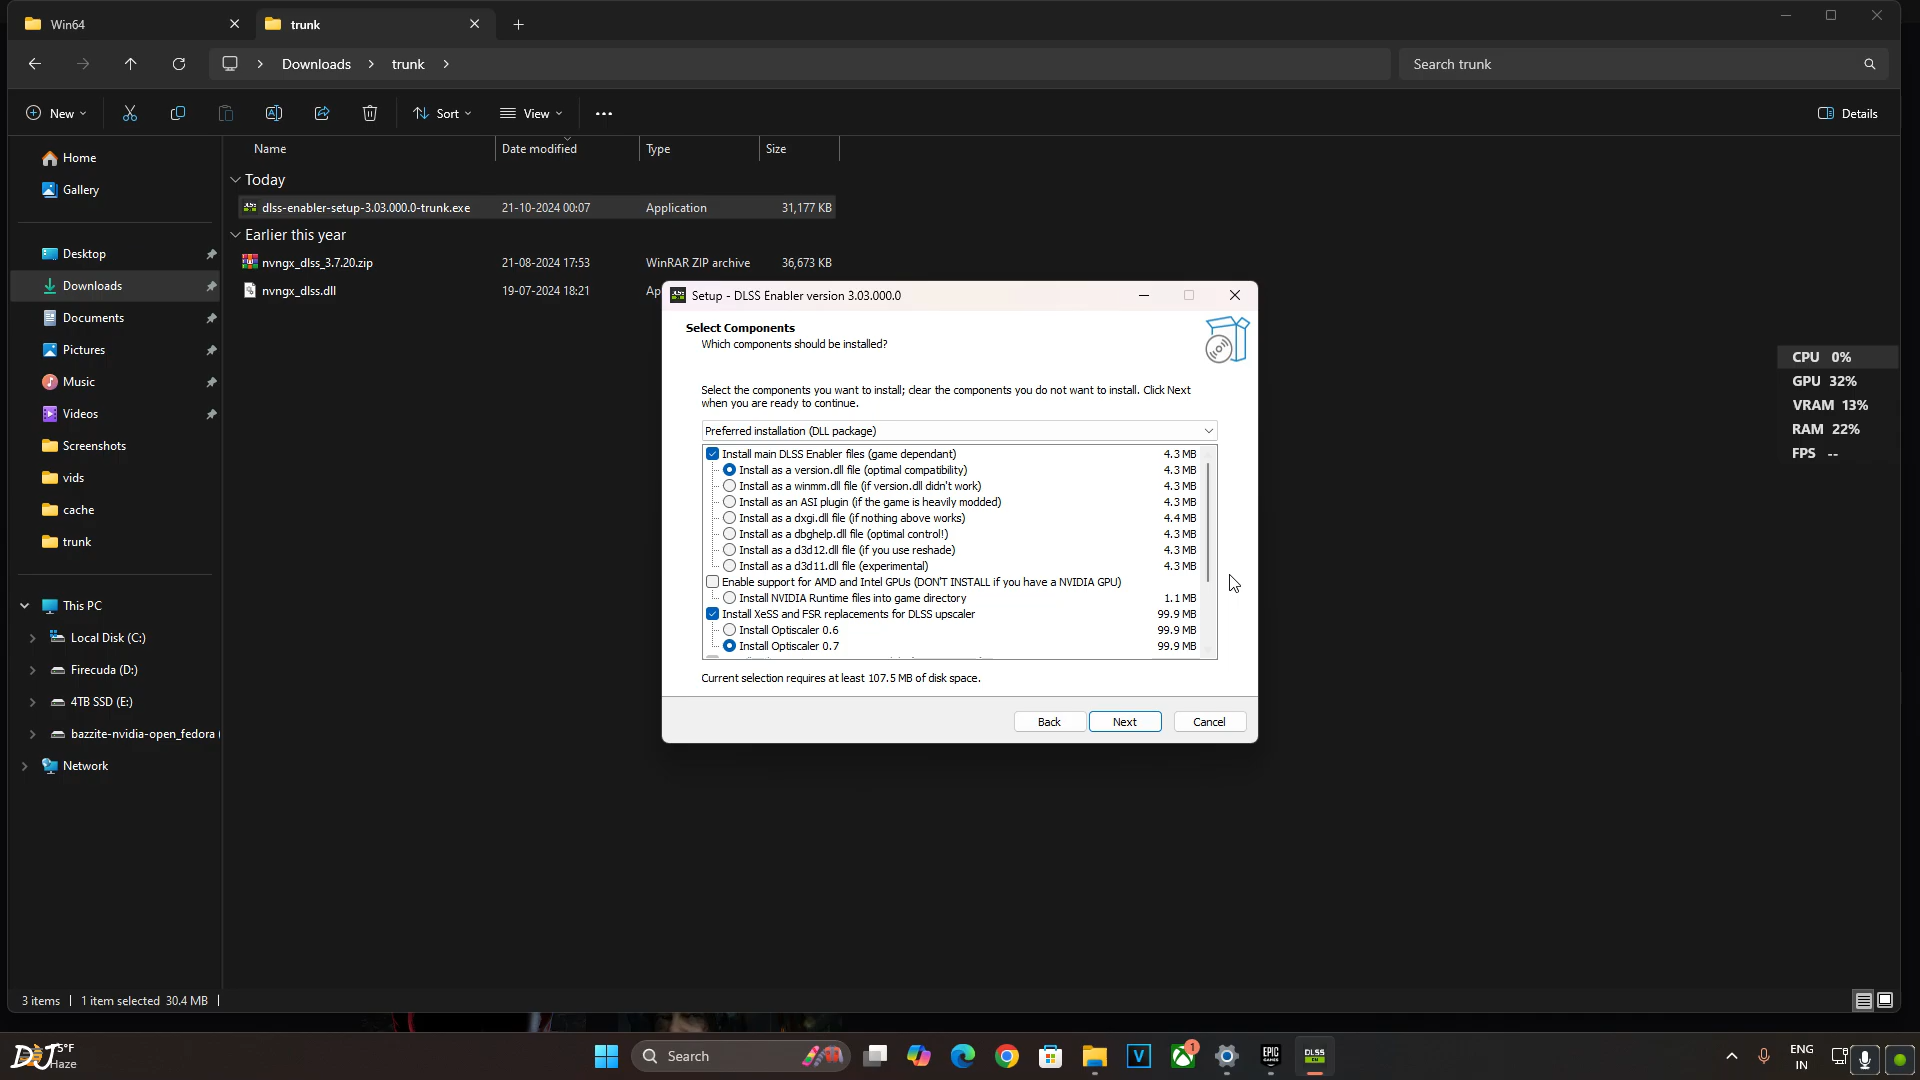 Win64
trunk
Downloads
trunk
Search trunk
New
Sort
View
Details
Name
Date modified
Type
Size
Today
dlss-enabler-setup-3.03.000.0-trunk.exe 21-10-2024 00:07 Application 31,177 KB
Earlier this year
nvngx_dlss_3.7.20.zip 21-08-2024 17:53 WinRAR ZIP archive 36,673 KB
nvngx_dlss.dll 19-07-2024 18:21 Ap
Home
Gallery
Desktop
Downloads
Documents
Pictures
Music
Videos
Screenshots
vids
cache
trunk
This PC
Local Disk (C:)
Firecuda (D:)
4TB SSD (E:)
bazzite-nvidia-open_fedora (
Network
Setup - DLSS Enabler version 3.03.000.0
Select Components
Which components should be installed?
Select the components you want to install; clear the components you do not want to install. Click Next
when you are ready to continue.
Preferred installation (DLL package)
Install main DLSS Enabler files (game dependant) 4.3 MB
Install as a version.dll file (optimal compatibility) 4.3 MB
Install as a winmm.dll file (if version.dll didn't work) 4.3 MB
Install as an ASI plugin (if the game is heavily modded) 4.3 MB
Install as a dxgi.dll file (if nothing above works) 4.4 MB
Install as a dbghelp.dll file (optimal control!) 4.3 MB
Install as a d3d12.dll file (if you use reshade) 4.3 MB
Install as a d3d11.dll file (experimental) 4.3 MB
Enable support for AMD and Intel GPUs (DON'T INSTALL if you have a NVIDIA GPU)
Install NVIDIA Runtime files into game directory 1.1 MB
Install XeSS and FSR replacements for DLSS upscaler 99.9 MB
Install Optiscaler 0.6 99.9 MB
Install Optiscaler 0.7 99.9 MB
Current selection requires at least 107.5 MB of disk space.
Back
Next
Cancel
CPU 0%
GPU 32%
VRAM 13%
RAM 22%
FPS --
3 items
1 item selected 30.4 MB
5°F
Haze
DJ
Search
V
1
EPIC
GAMES
DLSS
ENG
IN